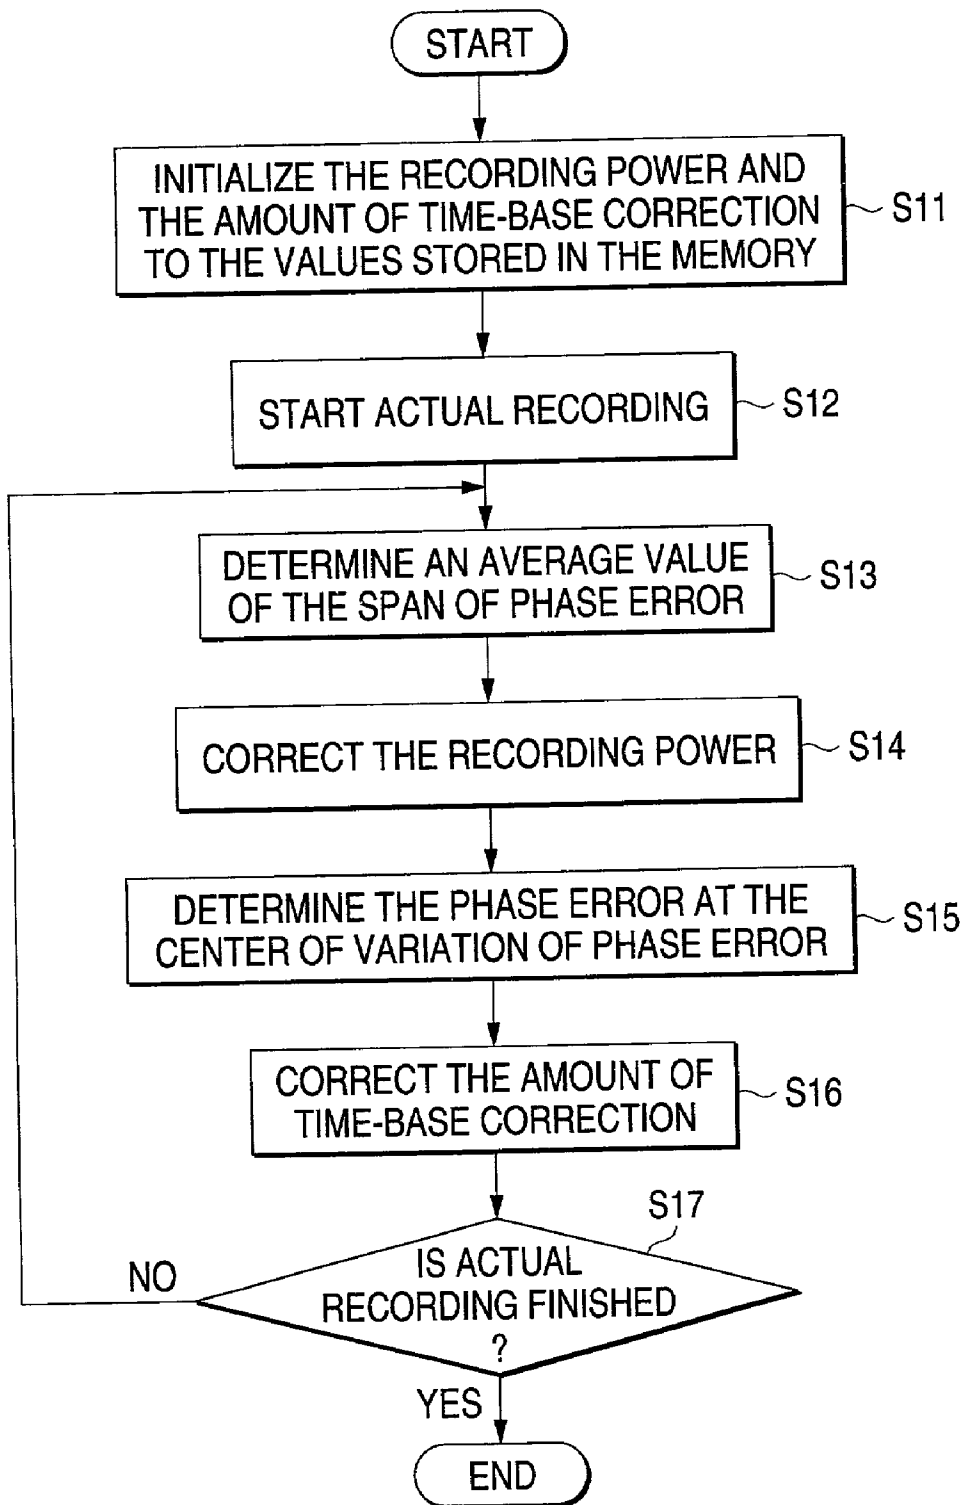 START
INITIALIZE THE RECORDING POWER AND
THE AMOUNT OF TIME-BASE CORRECTION
TO THE VALUES STORED IN THE MEMORY
S11
START ACTUAL RECORDING
S12
DETERMINE AN AVERAGE VALUE
OF THE SPAN OF PHASE ERROR
S13
CORRECT THE RECORDING POWER
S14
DETERMINE THE PHASE ERROR AT THE
CENTER OF VARIATION OF PHASE ERROR
S15
CORRECT THE AMOUNT OF
TIME-BASE CORRECTION
S16
S17
IS ACTUAL
RECORDING FINISHED
?
NO
YES
END